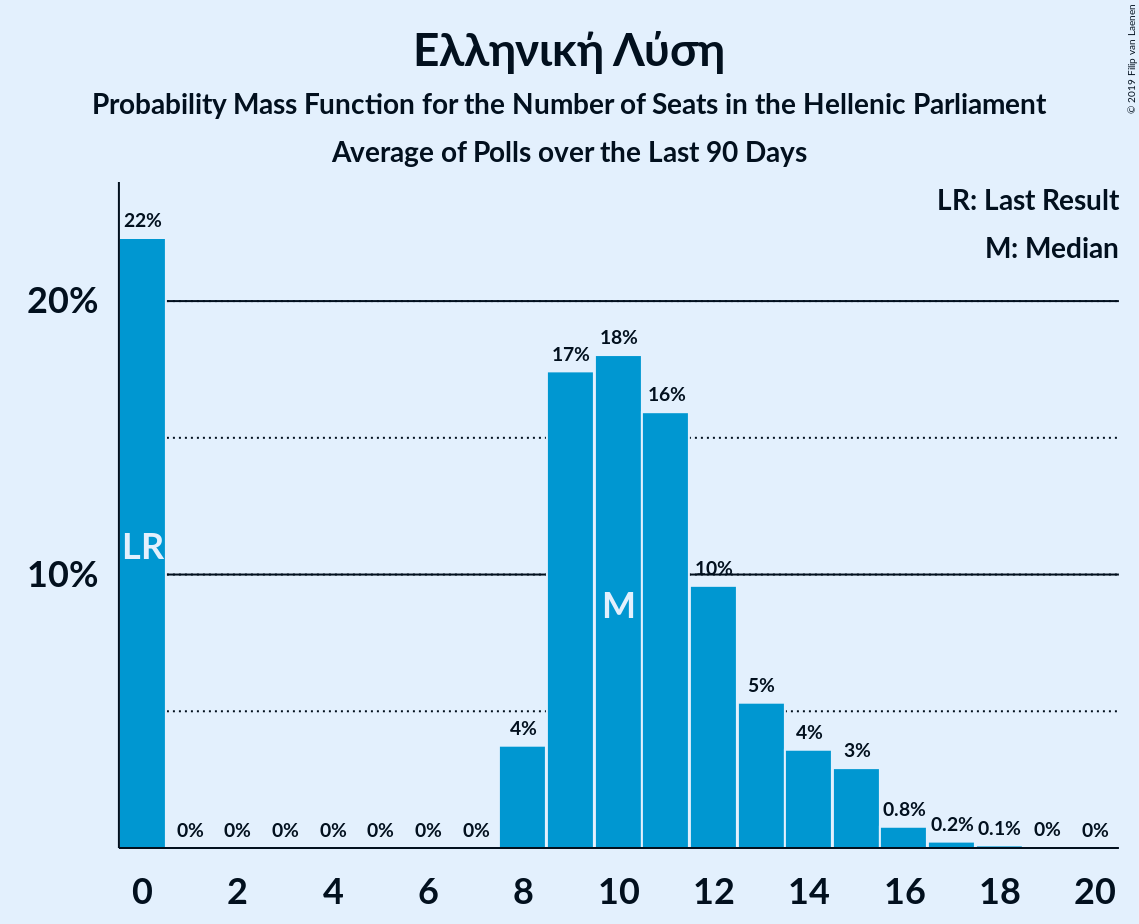 Ελληνική Λύση
Probability Mass Function for the Number of Seats in the Hellenic Parliament
Average of Polls over the Last 90 Days
© 2019 Filip van Laenen
LR: Last Result
M: Median
22%
20%
18%
17%
16%
LR
10%
10%
M
5%
4%
4%
3%
0% 0% 0% 0% 0% 0% 0% 0.8% 0.2% 0.1% 0% 0%
0 2 4 6 8 10 12 14 16 18 20